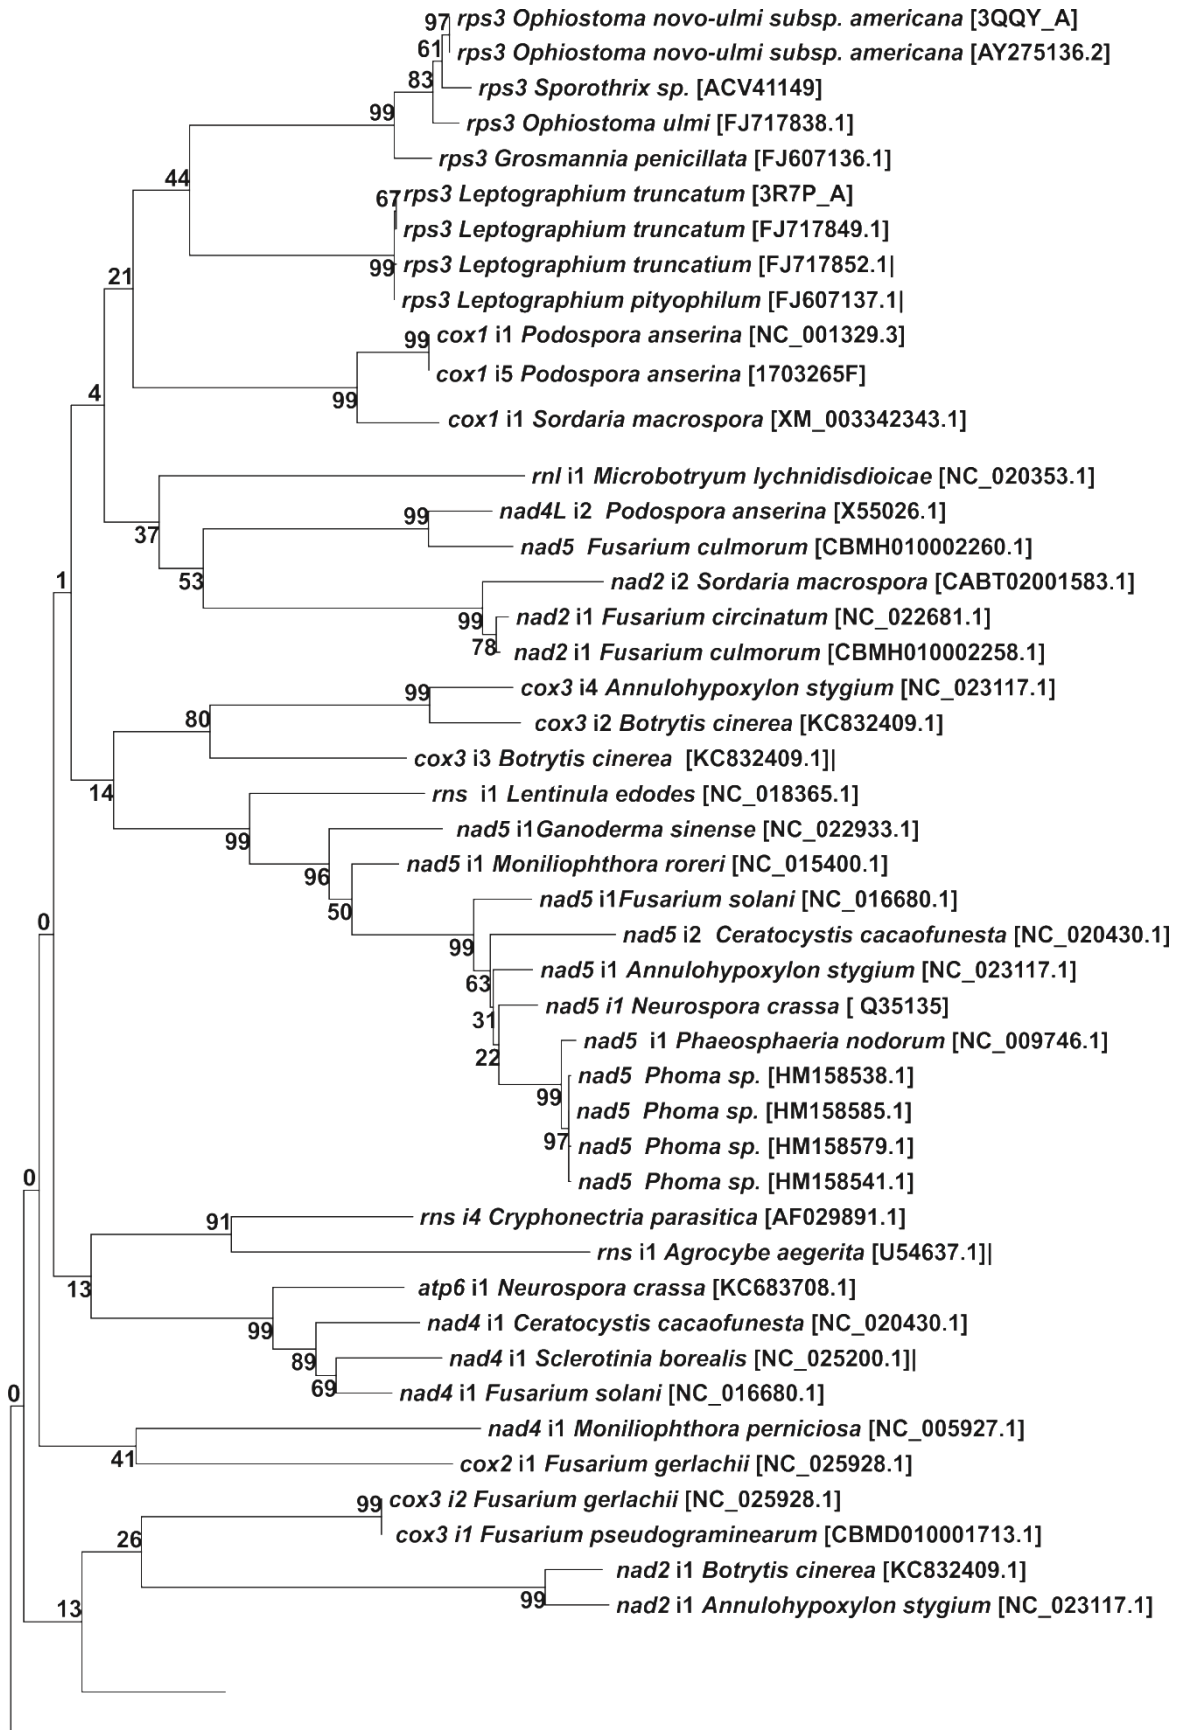 97 rps3 Ophiostoma novo-ulmi subsp. americana [3QQY_A]
61 rps3 Ophiostoma novo-ulmi subsp. americana [AY275136.2]
83 rps3 Sporothrix sp. [ACV41149]
99 rps3 Ophiostoma ulmi [FJ717838.1]
rps3 Grosmannia penicillata [FJ607136.1]
44
67 rps3 Leptographium truncatum [3R7P_A]
rps3 Leptographium truncatum [FJ717849.1]
99 rps3 Leptographium truncatium [FJ717852.1|
21
rps3 Leptographium pityophilum [FJ607137.1|
99 cox1 i1 Podospora anserina [NC_001329.3]
cox1 i5 Podospora anserina [1703265F]
4 99
cox1 i1 Sordaria macrospora [XM_003342343.1]
rnl i1 Microbotryum lychnidisdioicae [NC_020353.1]
99 nad4L i2 Podospora anserina [X55026.1]
37
nad5 Fusarium culmorum [CBMH010002260.1]
1 53 nad2 i2 Sordaria macrospora [CABT02001583.1]
99 nad2 i1 Fusarium circinatum [NC_022681.1]
78 nad2 i1 Fusarium culmorum [CBMH010002258.1]
99 cox3 i4 Annulohypoxylon stygium [NC_023117.1]
80 cox3 i2 Botrytis cinerea [KC832409.1]
cox3 i3 Botrytis cinerea [KC832409.1]|
14 rns i1 Lentinula edodes [NC_018365.1]
99 nad5 i1Ganoderma sinense [NC_022933.1]
96 nad5 i1 Moniliophthora roreri [NC_015400.1]
50 nad5 i1Fusarium solani [NC_016680.1]
0 99 nad5 i2 Ceratocystis cacaofunesta [NC_020430.1]
63 nad5 i1 Annulohypoxylon stygium [NC_023117.1]
31 nad5 i1 Neurospora crassa [ Q35135]
22 nad5 i1 Phaeosphaeria nodorum [NC_009746.1]
nad5 Phoma sp. [HM158538.1]
99
nad5 Phoma sp. [HM158585.1]
97 nad5 Phoma sp. [HM158579.1]
0 nad5 Phoma sp. [HM158541.1]
91 rns i4 Cryphonectria parasitica [AF029891.1]
rns i1 Agrocybe aegerita [U54637.1]|
13 atp6 i1 Neurospora crassa [KC683708.1]
99 nad4 i1 Ceratocystis cacaofunesta [NC_020430.1]
89 nad4 i1 Sclerotinia borealis [NC_025200.1]|
0 69 nad4 i1 Fusarium solani [NC_016680.1]
nad4 i1 Moniliophthora perniciosa [NC_005927.1]
41 cox2 i1 Fusarium gerlachii [NC_025928.1]
99 cox3 i2 Fusarium gerlachii [NC_025928.1]
26 cox3 i1 Fusarium pseudograminearum [CBMD010001713.1]
nad2 i1 Botrytis cinerea [KC832409.1]
13 99 nad2 i1 Annulohypoxylon stygium [NC_023117.1]